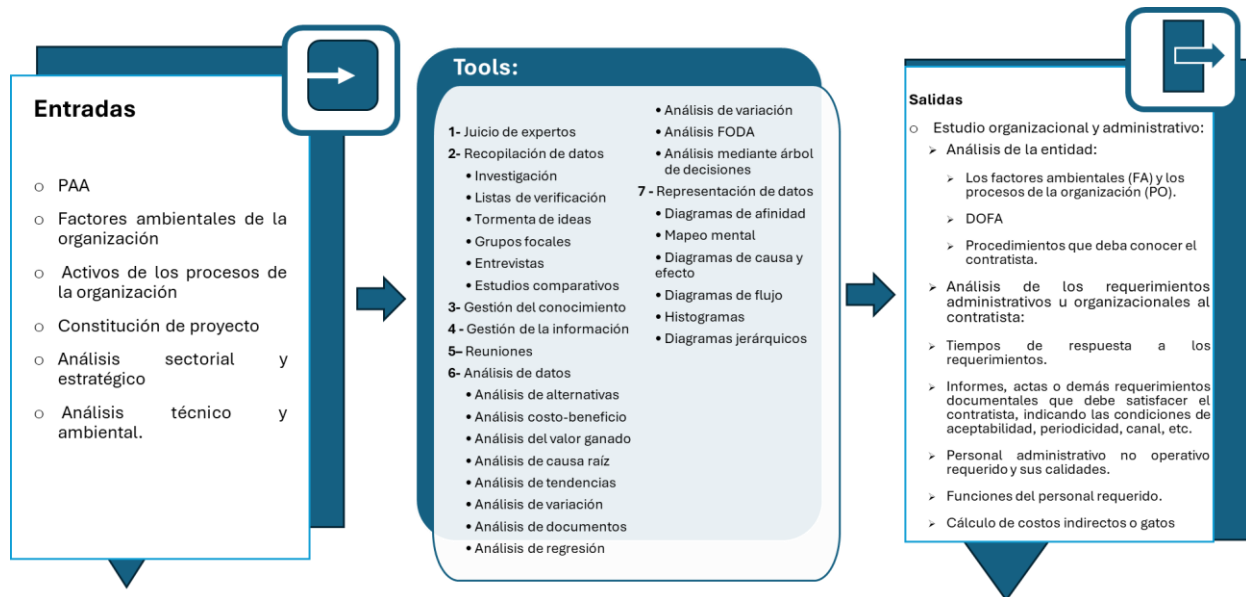 Entradas
o PAA
o Factores ambientales de la
organización
o Activos de los procesos de
la organización
o Constitución de proyecto
o Análisis sectorial y
estratégico
o Análisis técnico y
ambiental.
Tools:
1- Juicio de expertos
2- Recopilación de datos
• Investigación
• Listas de verificación
• Tormenta de ideas
• Grupos focales
• Entrevistas
• Estudios comparativos
3- Gestión del conocimiento
4 - Gestión de la información
5– Reuniones
6- Análisis de datos
• Análisis de alternativas
• Análisis costo-beneficio
• Análisis del valor ganado
• Análisis de causa raíz
• Análisis de tendencias
• Análisis de variación
• Análisis de documentos
• Análisis de regresión
• Análisis de variación
• Análisis FODA
• Análisis mediante árbol
de decisiones
7 - Representación de datos
• Diagramas de afinidad
• Mapeo mental
• Diagramas de causa y
efecto
• Diagramas de flujo
• Histogramas
• Diagramas jerárquicos
Salidas
o Estudio organizacional y administrativo:
➢ Análisis de la entidad:
➢ Los factores ambientales (FA) y los
procesos de la organización (PO).
➢ DOFA
➢ Procedimientos que deba conocer el
contratista.
➢ Análisis de los requerimientos
administrativos u organizacionales al
contratista:
➢ Tiempos de respuesta a los
requerimientos.
➢ Informes, actas o demás requerimientos
documentales que debe satisfacer el
contratista, indicando las condiciones de
aceptabilidad, periodicidad, canal, etc.
➢ Personal administrativo no operativo
requerido y sus calidades.
➢ Funciones del personal requerido.
➢ Cálculo de costos indirectos o gatos